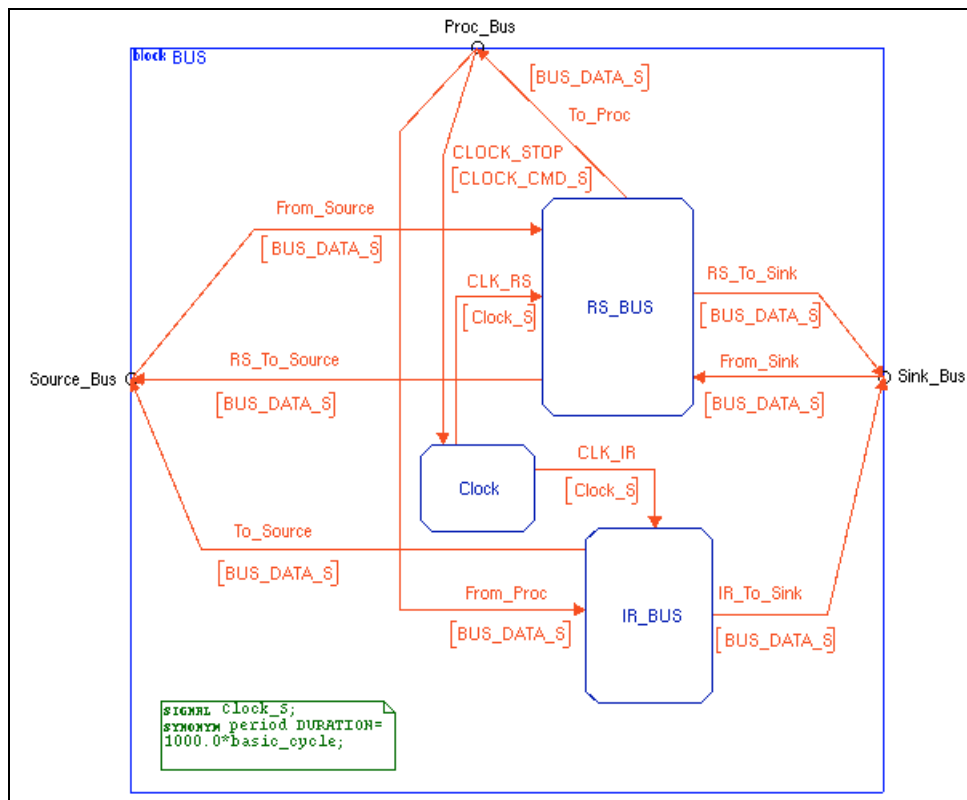 Proc_Bus
block BUS
[BUS_DATA_S]
To_Proc
CLOCK_STOP
[CLOCK_CMD_S]
From_Source
[BUS_DATA_S]
CLK_RS
[Clock_S]
RS_BUS
RS_To_Sink
[BUS_DATA_S]
RS_To_Source
[BUS_DATA_S]
Source_Bus
From_Sink
[BUS_DATA_S]
Sink_Bus
Clock
CLK_IR
[Clock_S]
To_Source
[BUS_DATA_S]
From_Proc
[BUS_DATA_S]
IR_BUS
IR_To_Sink
[BUS_DATA_S]
SIGNAL Clock_S;
SYNONYM period DURATION=
1000.0*basic_cycle;